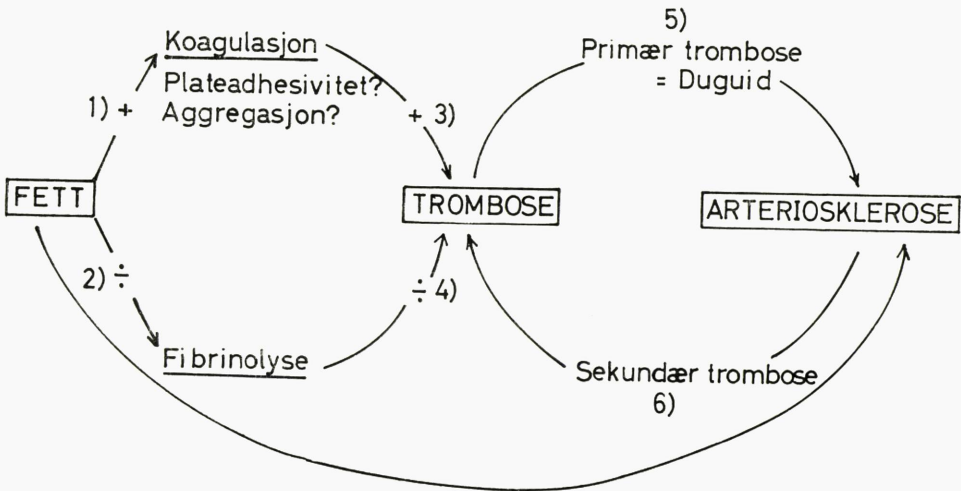 Koagulasjon
Plateadhesivitet?
Aggregasjon?
1) +
+ 3)
5)
Primær trombose
= Duguid
FETT
TROMBOSE
ARTERIOSKLEROSE
2) ÷
÷ 4)
Fibrinolyse
Sekundær trombose
6)